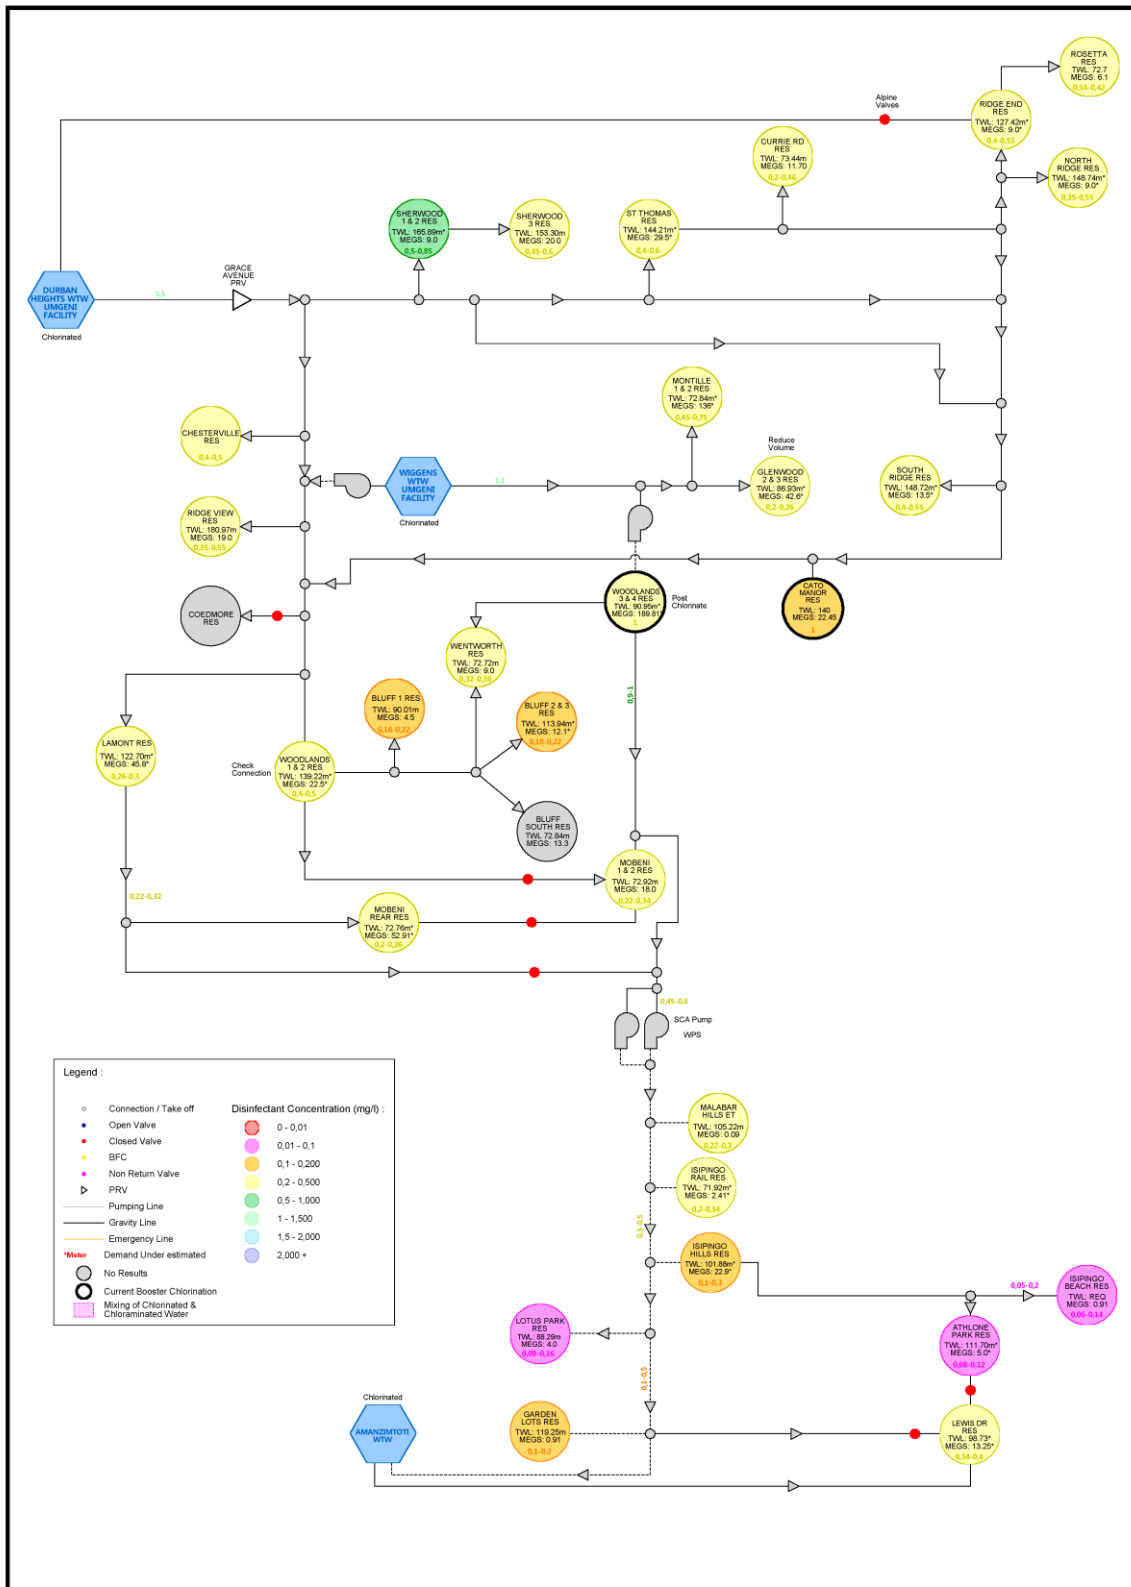 ROSETTA
RES
TWL: 72.7
MEGS: 6.1
0,34-0,42
Alpine
Valves
RIDGE END
RES
TWL: 127.42m*
MEGS: 9.0*
0,4-0,55
CURRIE RD
RES
TWL: 73.44m
MEGS: 11.70
0,2-0,46
NORTH
RIDGE RES
TWL: 148.74m*
MEGS: 9.0*
0,35-0,55
SHERWOOD
1 & 2 RES
TWL: 165.89m*
MEGS: 9.0
0,5-0,85
SHERWOOD
3 RES
TWL: 153.30m
MEGS: 20.0
0,45-0,6
ST THOMAS
RES
TWL: 144.21m*
MEGS: 29.5*
0,4-0,6
GRACE
AVENUE
PRV
DURBAN
HEIGHTS WTW
UMGENI
FACILITY
Chlorinated
1,1
MONTILLE
1 & 2 RES
TWL: 72.84m*
MEGS: 136*
0,45-0,75
CHESTERVILLE
RES
0,4-0,5
Reduce
Volume
WIGGENS
WTW
UMGENI
FACILITY
Chlorinated
1,1
GLENWOOD
2 & 3 RES
TWL: 86.93m*
MEGS: 42.6*
0,2-0,26
SOUTH
RIDGE RES
TWL: 148.72m*
MEGS: 13.5*
0,4-0,55
RIDGE VIEW
RES
TWL: 180.97m
MEGS: 19.0
0,35-0,55
COEDMORE
RES
WOODLANDS
3 & 4 RES
TWL: 90.95m*
MEGS: 189.81*
1
Post
Chlorinate
CATO
MANOR
RES
TWL: 140
MEGS: 22.45
1
WENTWORTH
RES
TWL: 72.72m
MEGS: 9.0
0,32-0,36
0,9-1
BLUFF 1 RES
TWL: 90.01m
MEGS: 4.5
0,16-0,22
BLUFF 2 & 3
RES
TWL: 113.94m*
MEGS: 12.1*
0,18-0,22
LAMONT RES
TWL: 122.70m*
MEGS: 45.8*
0,26-0,3
Check
Connection
WOODLANDS
1 & 2 RES
TWL: 139.22m*
MEGS: 22.5*
0,4-0,5
BLUFF
SOUTH RES
TWL 72.84m
MEGS: 13.3
MOBENI
1 & 2 RES
TWL: 72.92m
MEGS: 18.0
0,22-0,34
0,22-0,32
MOBENI
REAR RES
TWL: 72.76m*
MEGS: 52.91*
0,2-0,26
0,45-0,6
SCA Pump
WPS
Legend :
Connection / Take off
Open Valve
Closed Valve
BFC
Non Return Valve
PRV
Pumping Line
Gravity Line
Emergency Line
*Meter Demand Under estimated
No Results
Current Booster Chlorination
Mixing of Chlorinated &
Chloraminated Water
Disinfectant Concentration (mg/l) :
0 - 0,01
0,01 - 0,1
0,1 - 0,200
0,2 - 0,500
0,5 - 1,000
1 - 1,500
1,5 - 2,000
2,000 +
MALABAR
HILLS ET
TWL: 105.22m
MEGS: 0.09
0,22-0,3
ISIPINGO
RAIL RES
TWL: 71.92m*
MEGS: 2.41*
0,2-0,34
0,3-0,5
ISIPINGO
HILLS RES
TWL: 101.88m*
MEGS: 22.9*
0,1-0,3
0,05-0,2
ISIPINGO
BEACH RES
TWL: REQ
MEGS: 0.91
0,06-0,14
LOTUS PARK
RES
TWL: 88.29m
MEGS: 4.0
0,09-0,16
ATHLONE
PARK RES
TWL: 111.70m*
MEGS: 5.0*
0,08-0,12
0,1-0,5
Chlorinated
AMANZIMTOTI
WTW
GARDEN
LOTS RES
TWL: 119.25m
MEGS: 0.91
0,1-0,2
LEWIS DR
RES
TWL: 98.73*
MEGS: 13.25*
0,34-0,4